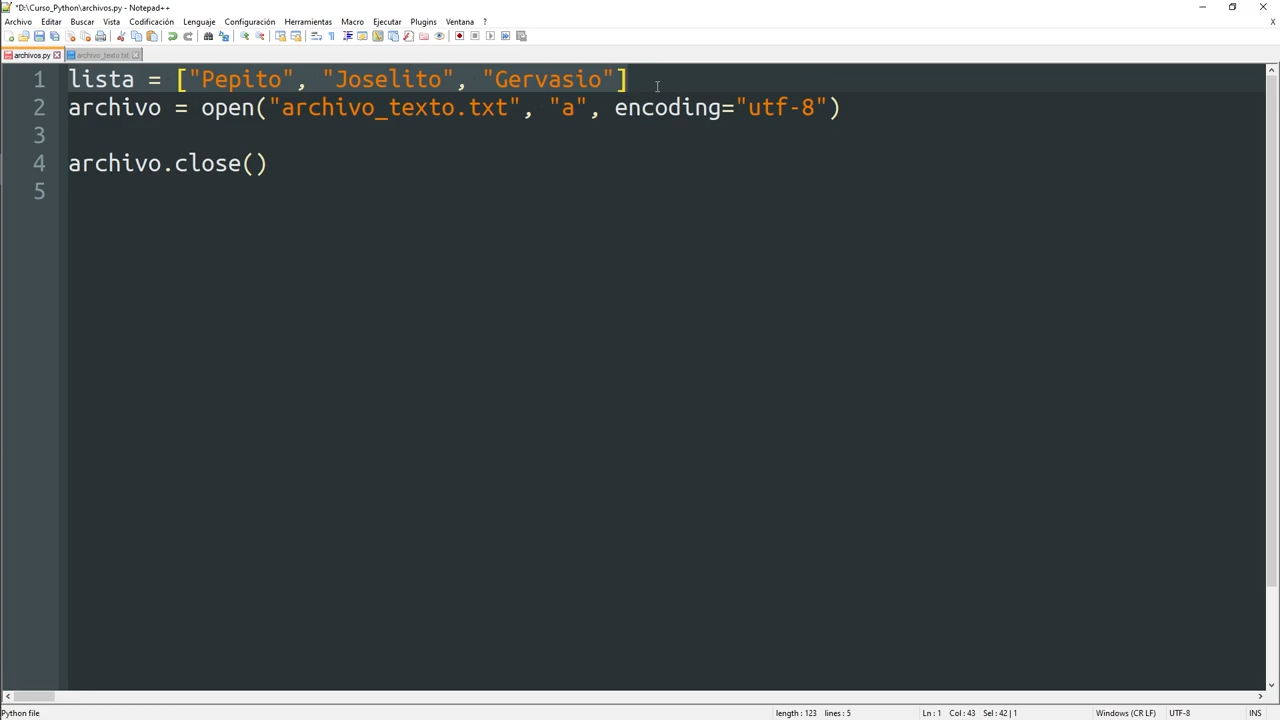 *D:\Curso_Python\archivos.py - Notepad++
Archivo Editar Buscar Vista Codificación Lenguaje Configuración Herramientas Macro Ejecutar Plugins Ventana ? X
archivos.py archivo_texto.txt
1 lista = ["Pepito", "Joselito", "Gervasio"]
2 archivo = open("archivo_texto.txt", "a", encoding="utf-8")
3
4 archivo.close()
5
Python file length : 123 lines : 5 Ln : 1 Col : 43 Sel : 42 | 1 Windows (CR LF) UTF-8 INS